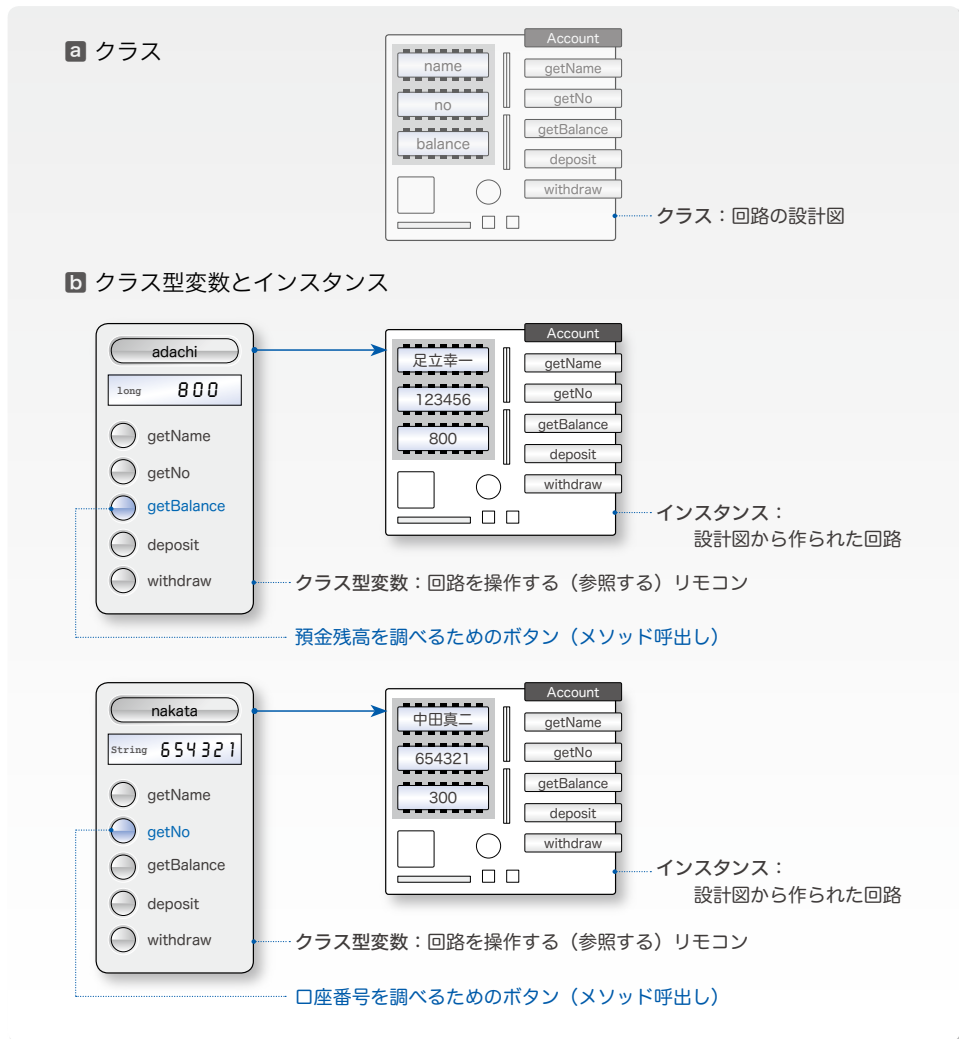 a クラス
Account
name
no
balance
getName
getNo
getBalance
deposit
withdraw
クラス：回路の設計図
b クラス型変数とインスタンス
adachi
long 800
getName
getNo
getBalance
deposit
withdraw
Account
足立幸一
123456
800
getName
getNo
getBalance
deposit
withdraw
インスタンス：
設計図から作られた回路
クラス型変数：回路を操作する（参照する）リモコン
預金残高を調べるためのボタン（メソッド呼出し）
nakata
String 654321
getName
getNo
getBalance
deposit
withdraw
Account
中田真二
654321
300
getName
getNo
getBalance
deposit
withdraw
インスタンス：
設計図から作られた回路
クラス型変数：回路を操作する（参照する）リモコン
口座番号を調べるためのボタン（メソッド呼出し）